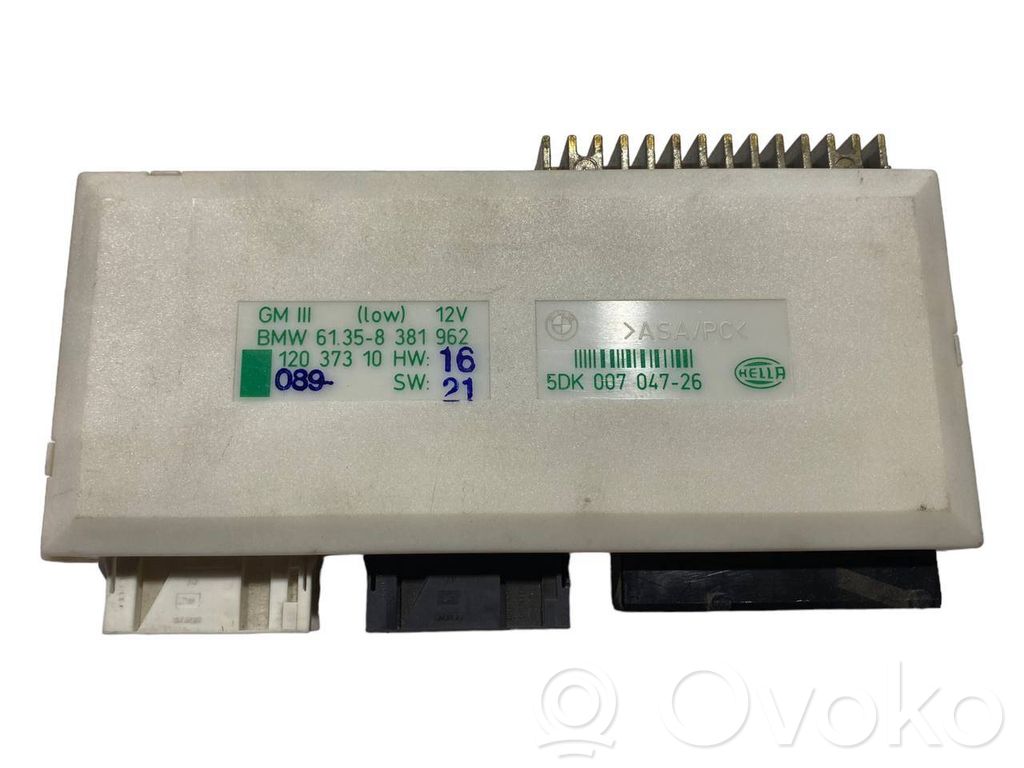 GM III (low) 12V
BMW 61.35-8 381 962
120 373 10 HW: 16
089- SW: 21
>ASA/PC<
5DK 007 047-26
HELLA
Ovoko